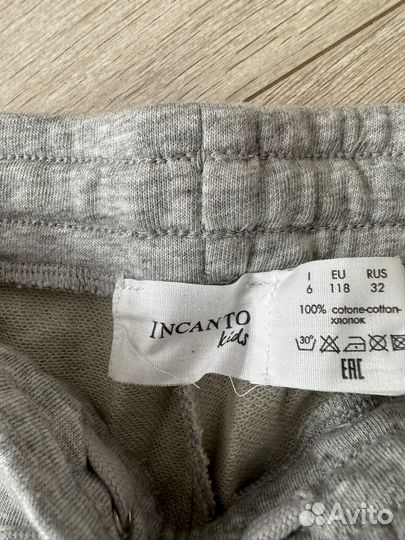 INCANTO
kids
I EU RUS
6 118 32
100% cotone-cotton-
хлопок
30°
EAC
Avito